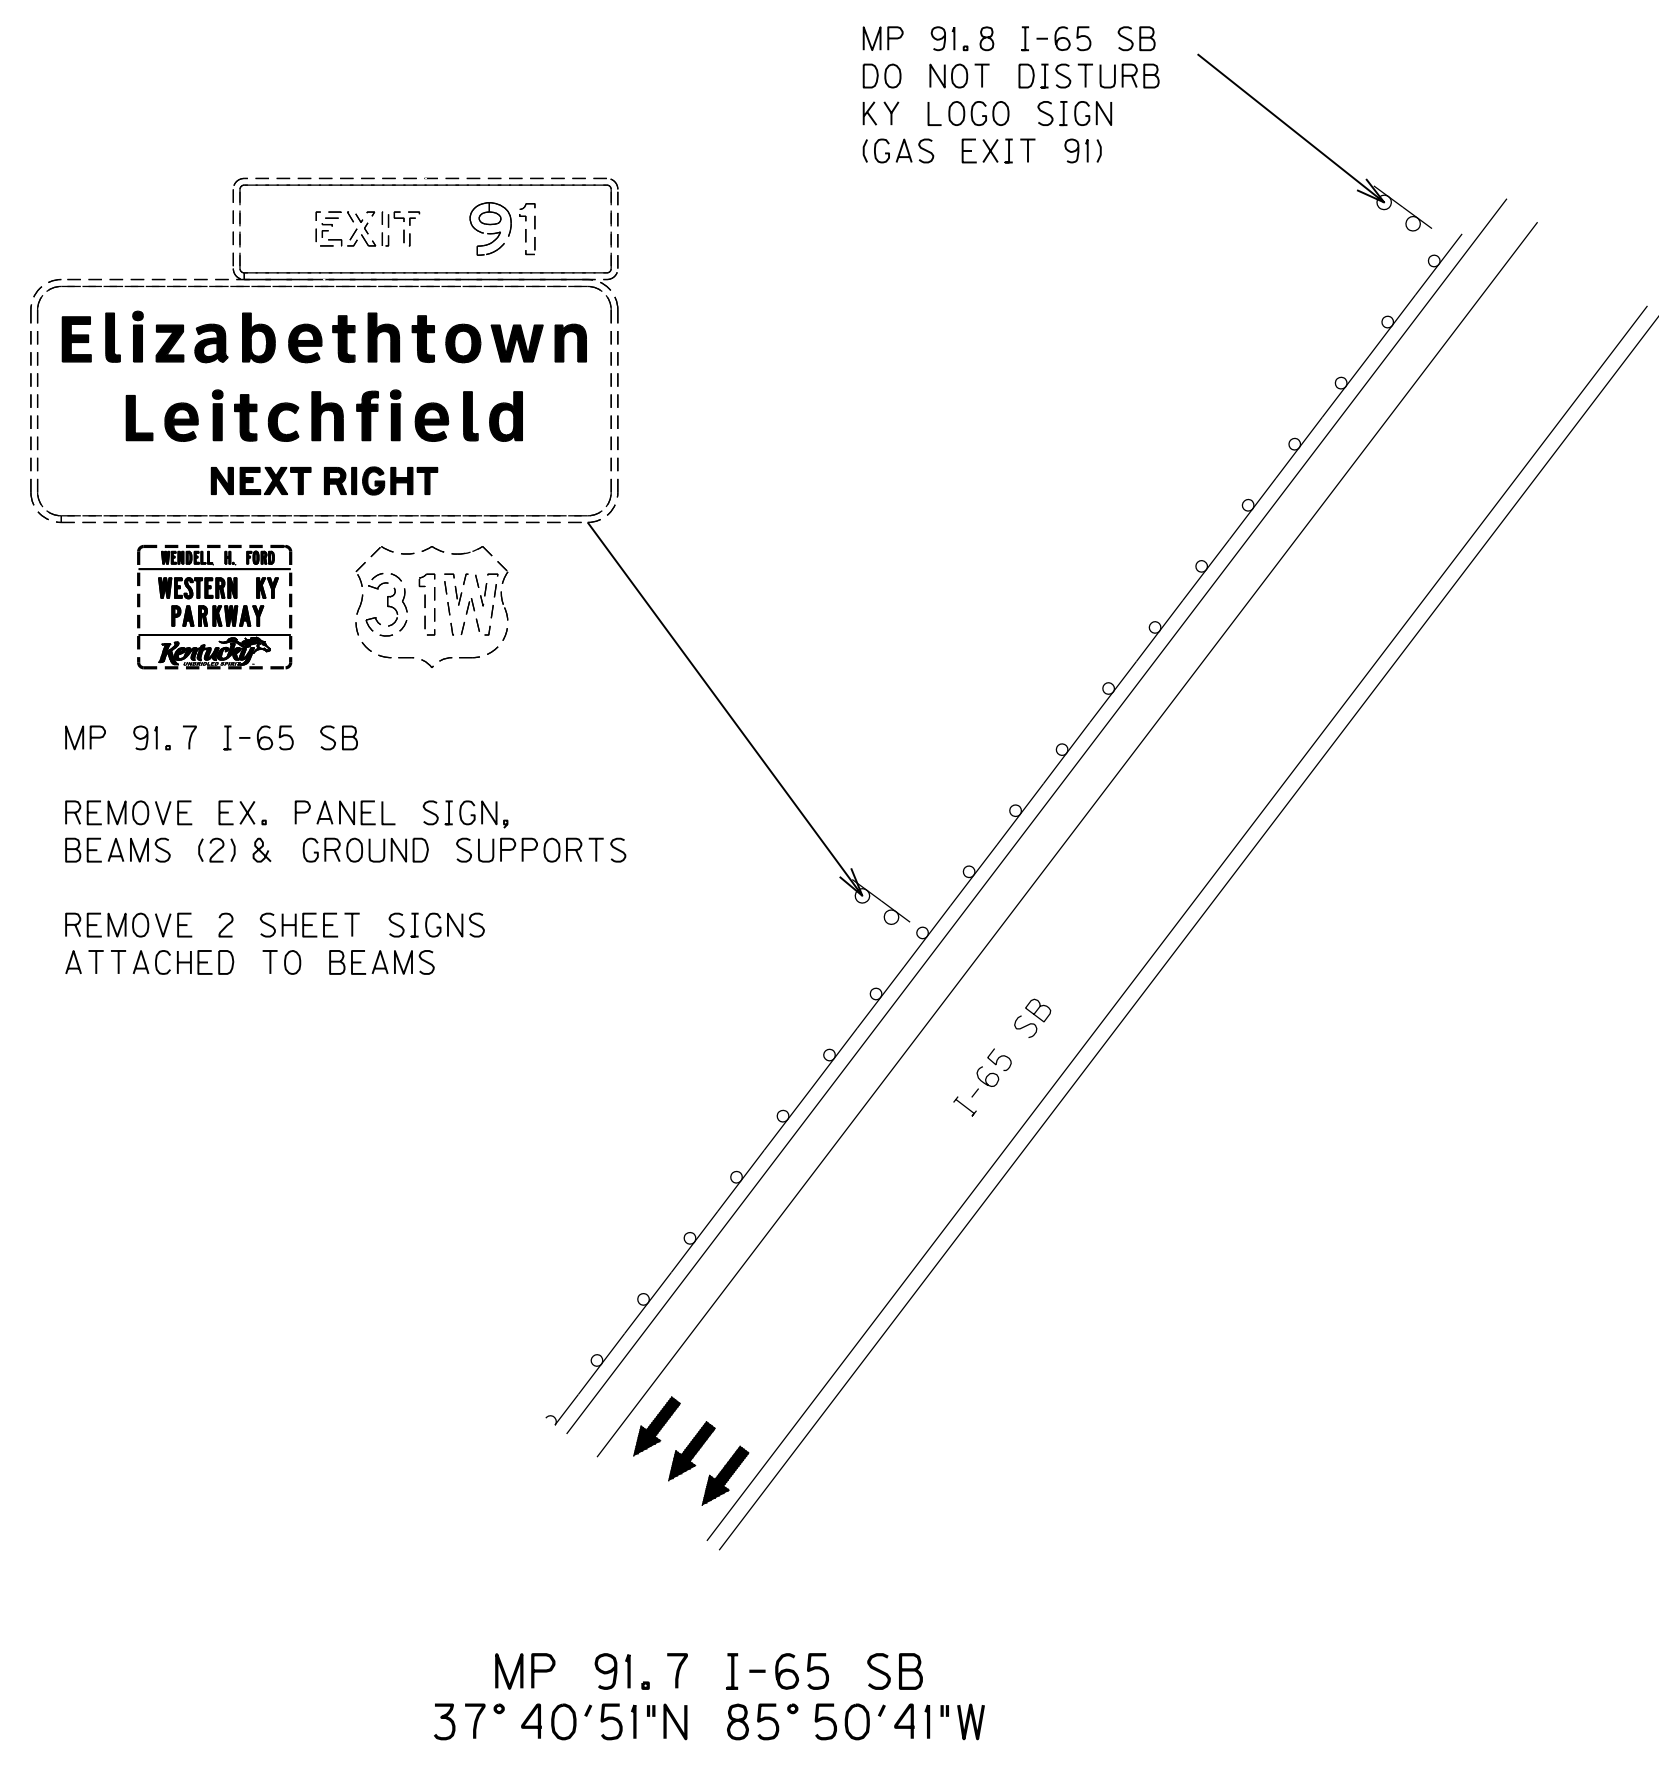 MP 91.8 I-65 SB
DO NOT DISTURB
KY LOGO SIGN
(GAS EXIT 91)
EXIT 91
Elizabethtown
Leitchfield
NEXT RIGHT
WENDELL H. FORD
WESTERN KY
PARKWAY
Kentucky
UNBRIDLED SPIRIT
31W
MP 91.7 I-65 SB
REMOVE EX. PANEL SIGN,
BEAMS (2) & GROUND SUPPORTS
REMOVE 2 SHEET SIGNS
ATTACHED TO BEAMS
I-65 SB
MP 91.7 I-65 SB
37°40'51"N 85°50'41"W